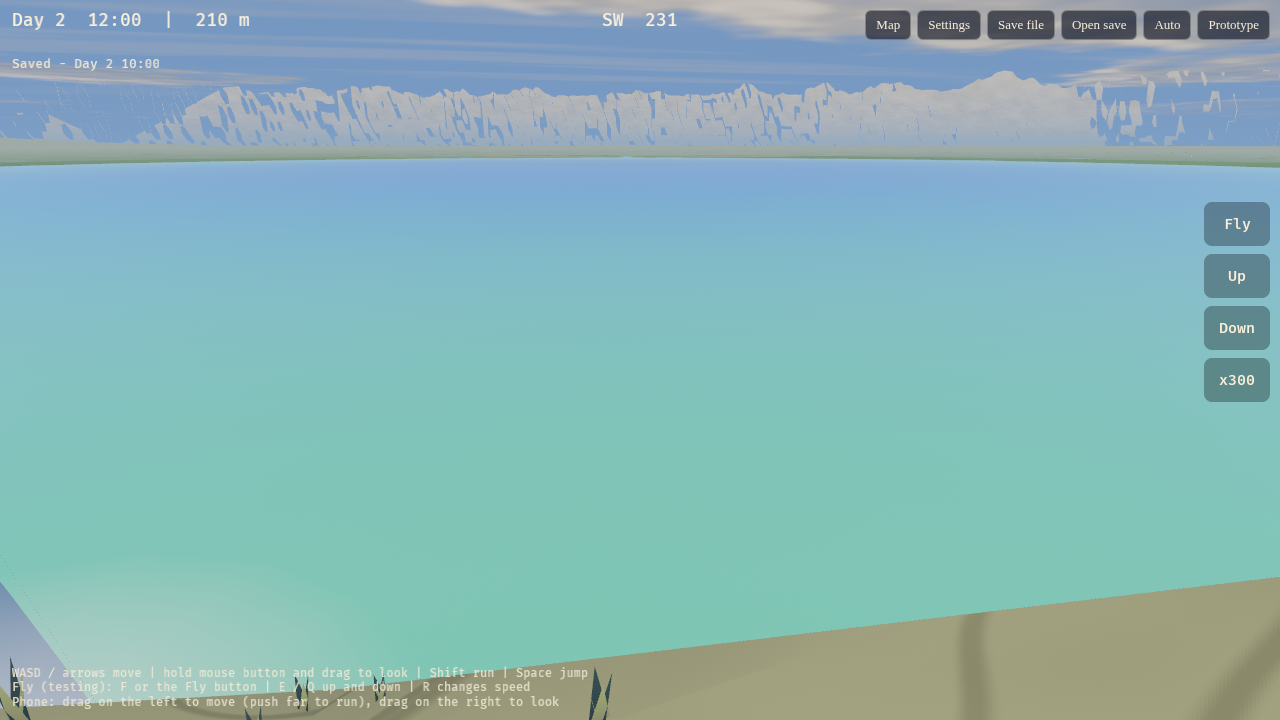 Day 2  12:00  |  210 m
SW  231
Map
Settings
Save file
Open save
Auto
Prototype
Saved - Day 2 10:00
Fly
Up
Down
x300
WASD / arrows move | hold mouse button and drag to look | Shift run | Space jump
Fly (testing): F or the Fly button | E / Q up and down | R changes speed
Phone: drag on the left to move (push far to run), drag on the right to look